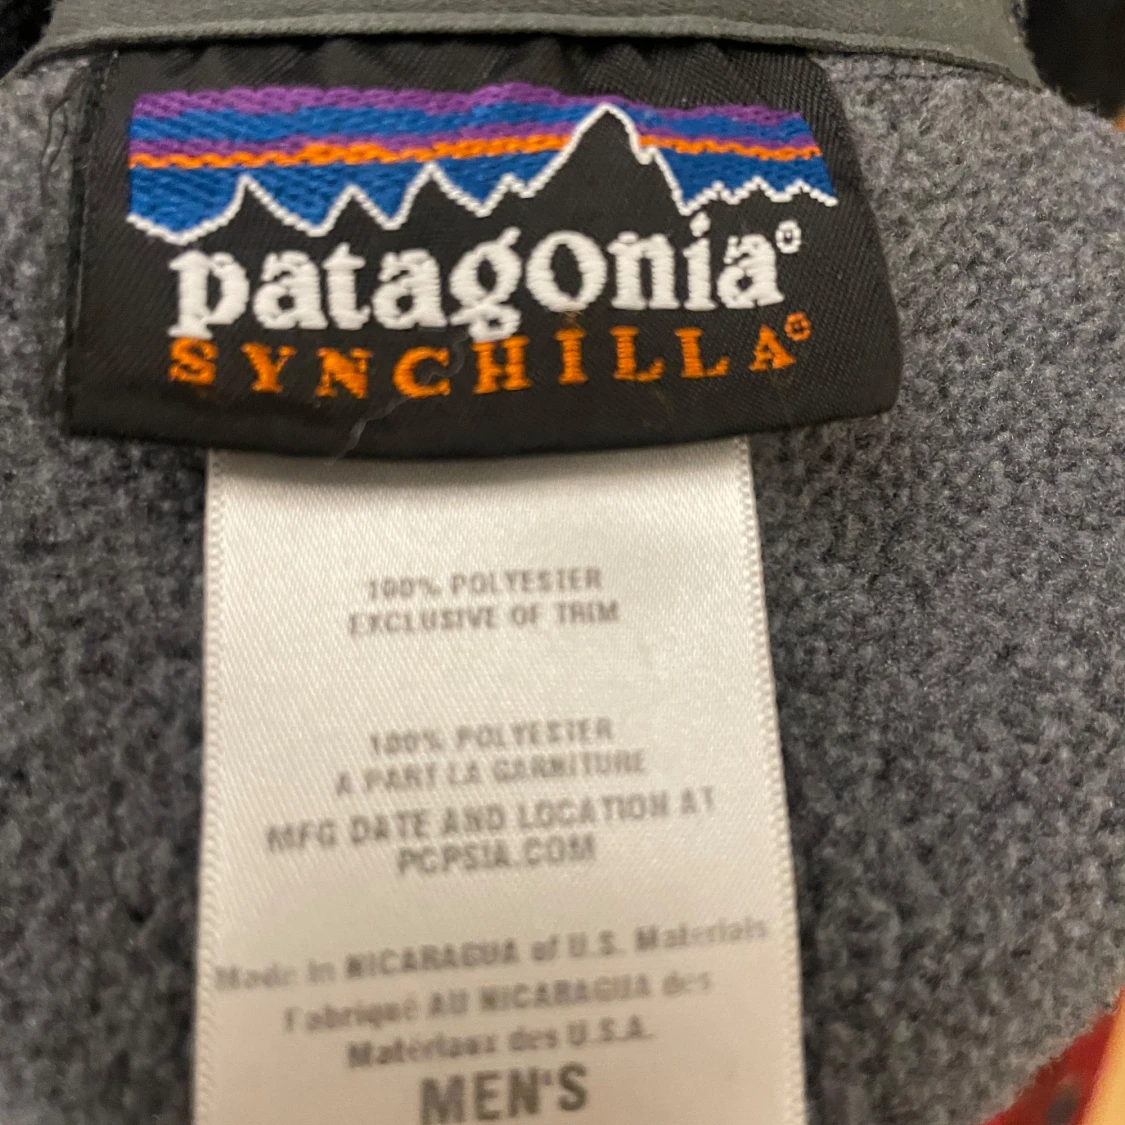 patagonia®
SYNCHILLA®
100% POLYESTER
EXCLUSIVE OF TRIM
100% POLYESTER
A PART LA GARNITURE
MFG DATE AND LOCATION AT
PCPSIA.COM
Made in NICARAGUA of U.S. Materials
Fabriqué AU NICARAGUA des
Matériaux des U.S.A.
MEN'S